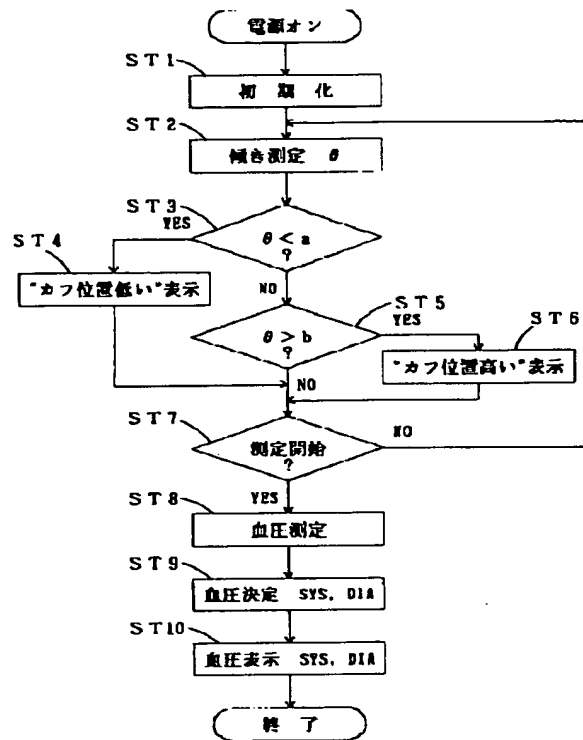 電源オン
ST1
初期化
ST2
傾き測定 θ
ST3
YES
θ < a
?
ST4
"カフ位置低い"表示
NO
ST5
θ > b
?
YES
ST6
"カフ位置高い"表示
NO
ST7
測定開始
?
NO
YES
ST8
血圧測定
ST9
血圧決定 SYS, DIA
ST10
血圧表示 SYS, DIA
終了